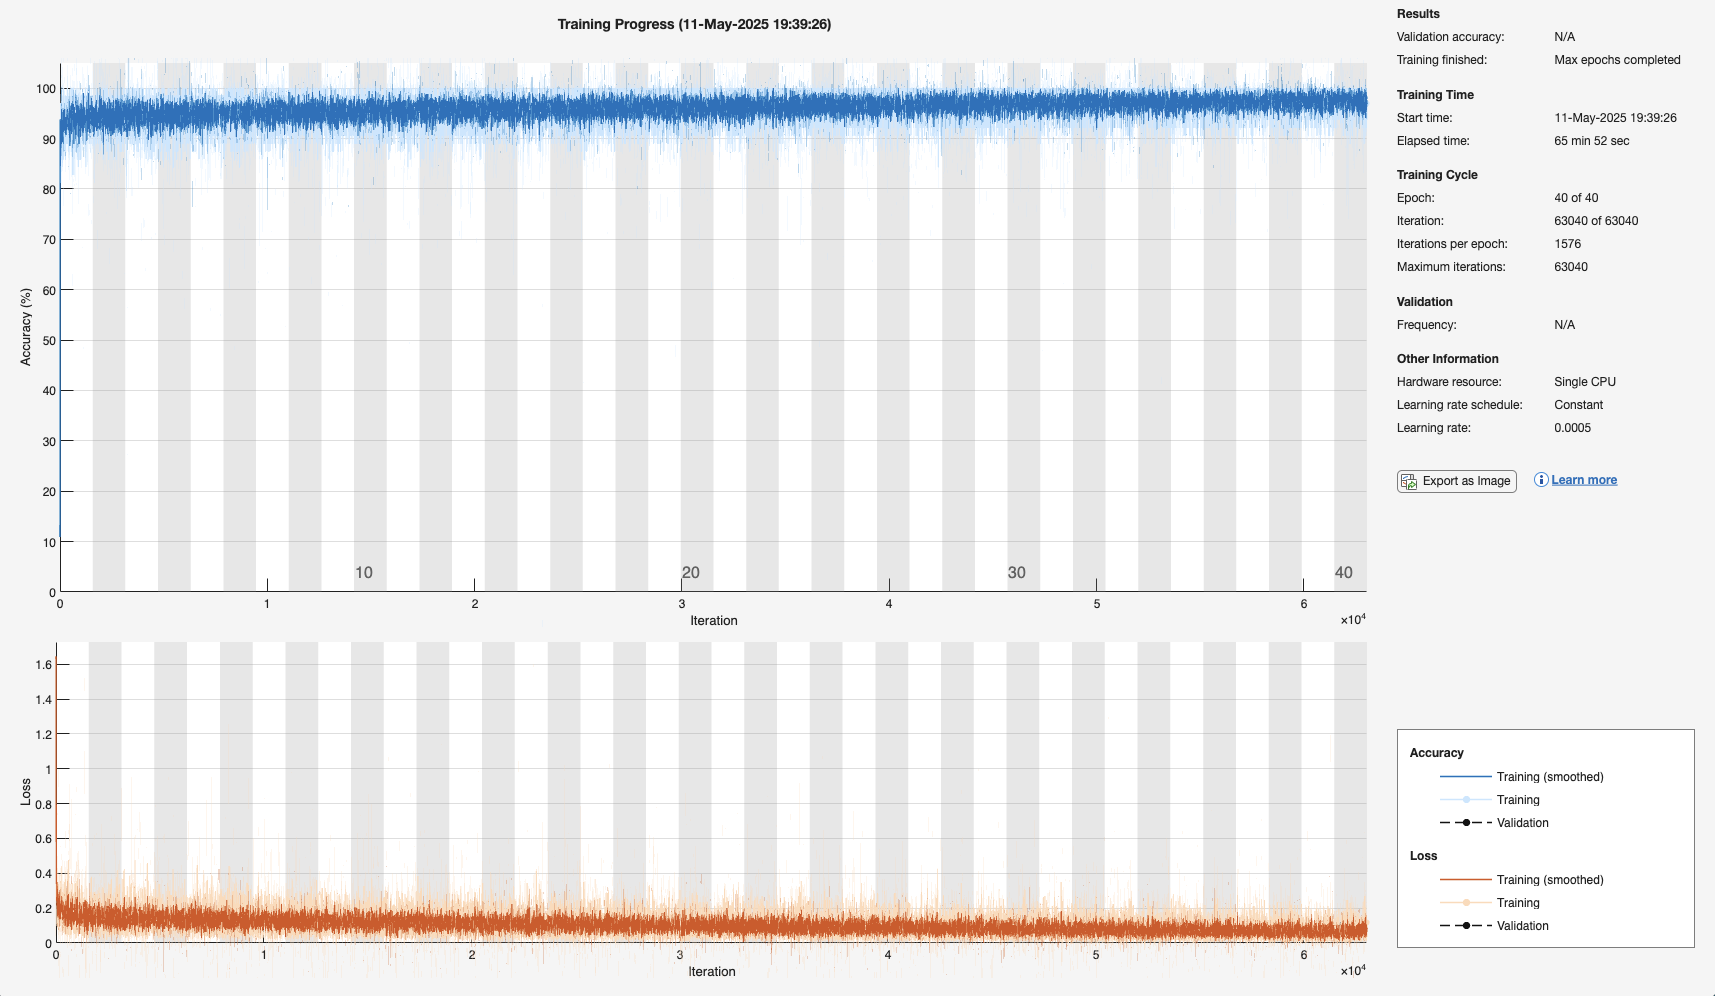 Training Progress (11-May-2025 19:39:26)
100
90
80
70
60
50
40
30
20
10
0
Accuracy (%)
10
20
30
40
0
1
2
3
4
5
6
Iteration
×10⁴
1.6
1.4
1.2
1
0.8
0.6
0.4
0.2
0
Loss
0
1
2
3
4
5
6
Iteration
×10⁴
Results
Validation accuracy: N/A
Training finished: Max epochs completed
Training Time
Start time: 11-May-2025 19:39:26
Elapsed time: 65 min 52 sec
Training Cycle
Epoch: 40 of 40
Iteration: 63040 of 63040
Iterations per epoch: 1576
Maximum iterations: 63040
Validation
Frequency: N/A
Other Information
Hardware resource: Single CPU
Learning rate schedule: Constant
Learning rate: 0.0005
Export as Image
Learn more
Accuracy
Training (smoothed)
Training
Validation
Loss
Training (smoothed)
Training
Validation